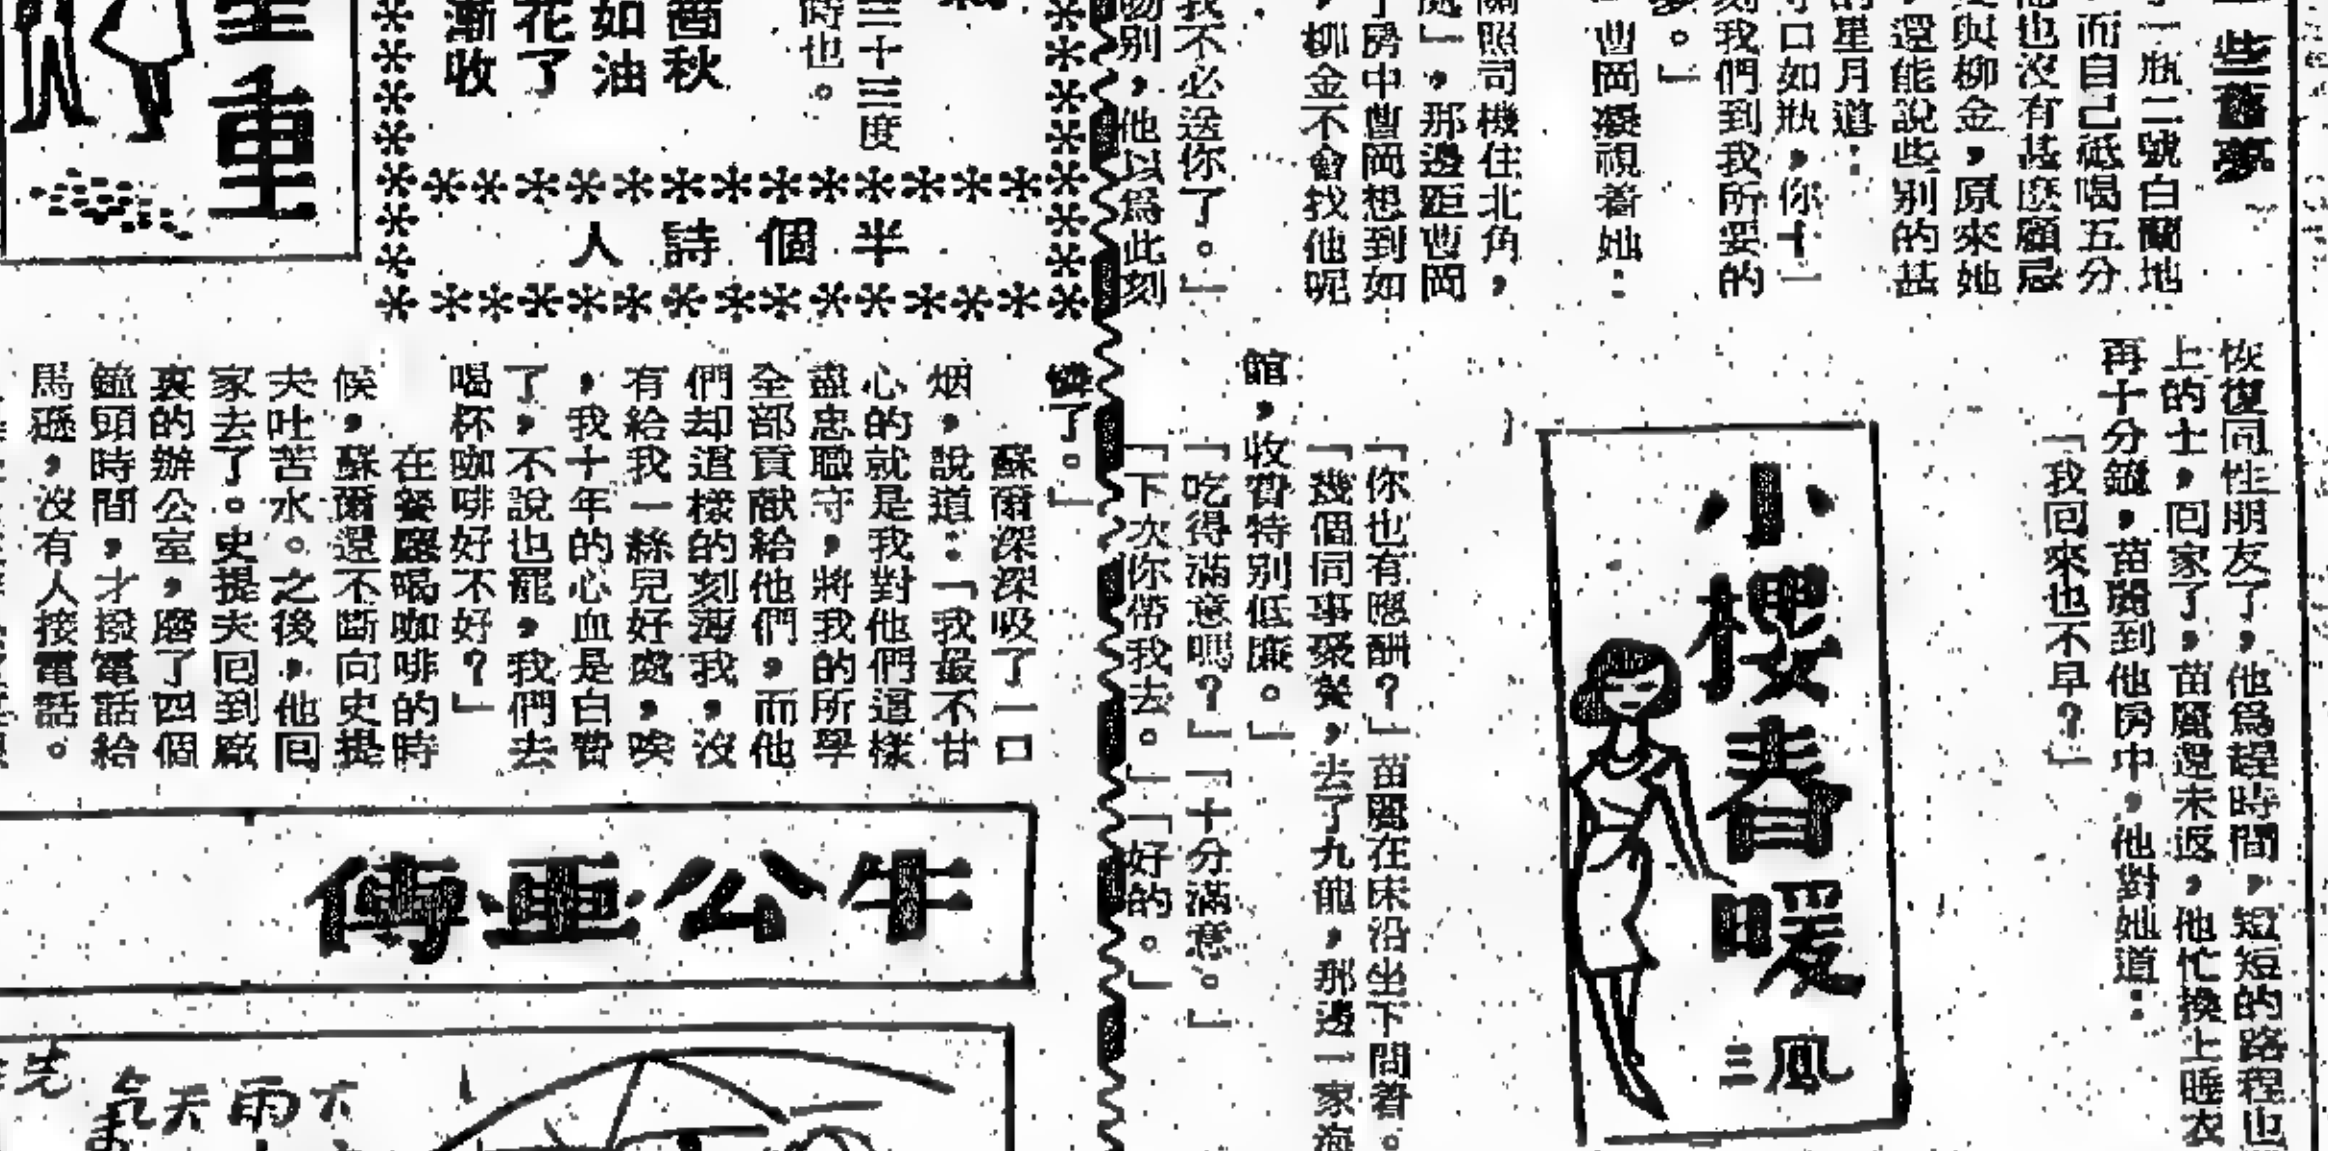 一瓶二號白蘭地
而自己祗喝五分
他也沒有甚麽顧忌
與柳金，原來她
還能說些別的甚
的星月道：
守口如瓶，你十
刻我們到我所要的
夢。」
曹岡凝視着她：
關照司機住北角，
處」，那邊距曹岡
房中曹岡想到如
，柳金不會找他呢
我不必送你了。」
吻別，他以爲此刻
恢復同性朋友了，他爲趕時間，短短的路程也
上的士，囘家了，苗麗還未返，他忙換上睡衣
再十分鐘，苗麗到他房中，他對她道：
「我囘來也不早？」
小樓春暖
三風
「你也有應酬？」苗麗在床沿坐下問着。
「幾個同事聚餐，去了九龍，那邊一家海
館，收費特別低廉。」
「吃得滿意嗎？」「十分滿意。」
「下次你帶我去。」「好的。」
三十三度
時也。
秋
如油
花了
漸收
半個詩人
重
憐了。」
蘇爾深深吸了一口
烟，說道：「我最不甘
心的就是我對他們這樣
盡忠職守，將我的所學
全部貢献給他們，而他
們却這樣的刻薄我，沒
有給我一絲兒好處，唉
，我十年的心血是白費
了，不說也罷，我們去
喝杯咖啡好不好？」
在餐廳喝咖啡的時
候，蘇爾還不斷向史提
夫吐苦水。之後，他囘
家去了。史提夫囘到廠
裏的辦公室，磨了四個
鐘頭時間，才撥電話給
馬遜，沒有人接電話。
牛公亞傳
下雨天氣
先